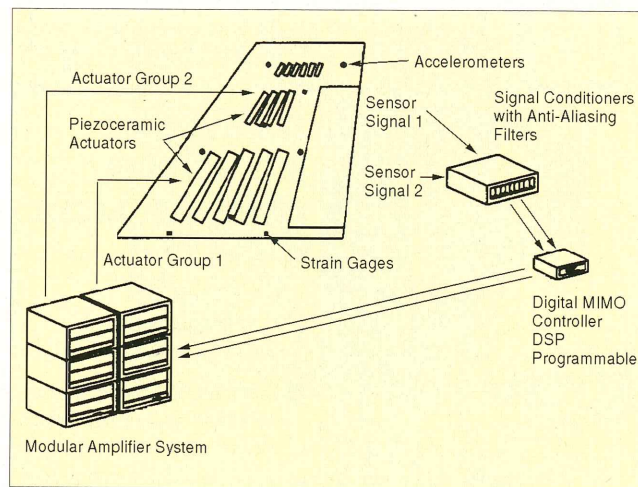 Accelerometers
Actuator Group 2
Sensor
Signal 1
Signal Conditioners
with Anti-Aliasing
Filters
Piezoceramic
Actuators
Sensor
Signal 2
Actuator Group 1
Strain Gages
Digital MIMO
Controller
DSP
Programmable
Modular Amplifier System